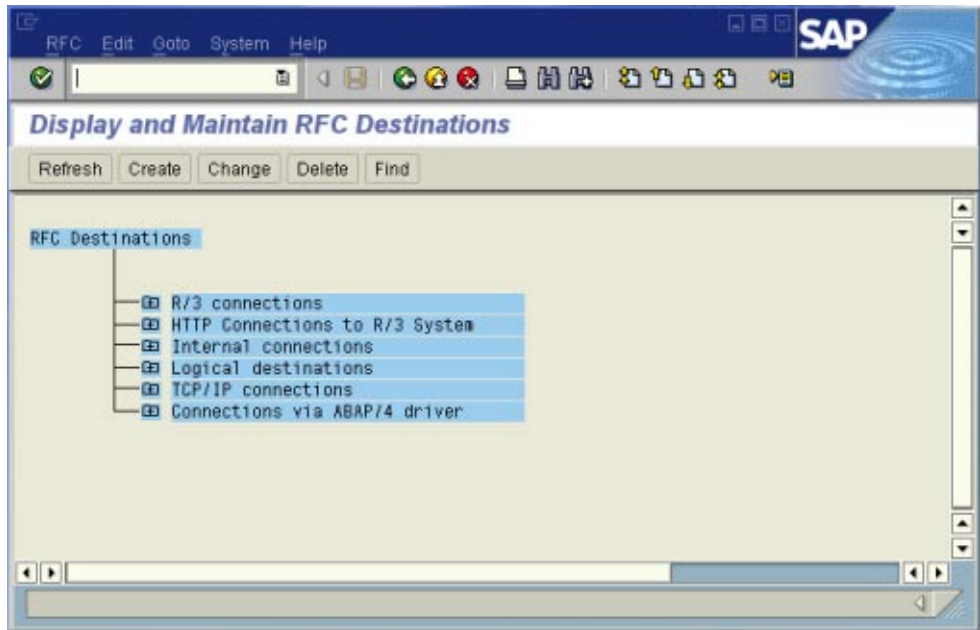 RFC Edit Goto System Help
SAP
Display and Maintain RFC Destinations
Refresh Create Change Delete Find
RFC Destinations
R/3 connections
HTTP Connections to R/3 System
Internal connections
Logical destinations
TCP/IP connections
Connections via ABAP/4 driver